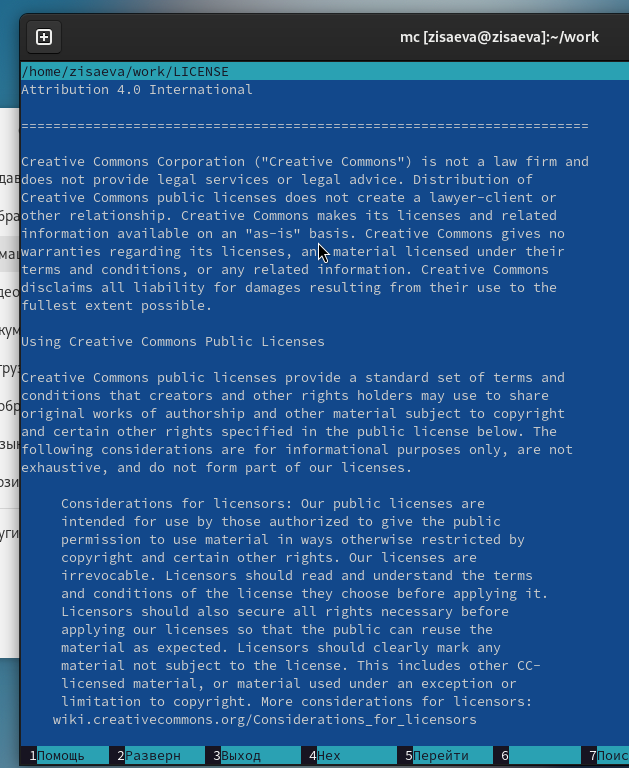 mc [zisaeva@zisaeva]:~/work
/home/zisaeva/work/LICENSE
Attribution 4.0 International
=======================================================================
Creative Commons Corporation ("Creative Commons") is not a law firm and
does not provide legal services or legal advice. Distribution of
Creative Commons public licenses does not create a lawyer-client or
other relationship. Creative Commons makes its licenses and related
information available on an "as-is" basis. Creative Commons gives no
warranties regarding its licenses, any material licensed under their
terms and conditions, or any related information. Creative Commons
disclaims all liability for damages resulting from their use to the
fullest extent possible.
Using Creative Commons Public Licenses
Creative Commons public licenses provide a standard set of terms and
conditions that creators and other rights holders may use to share
original works of authorship and other material subject to copyright
and certain other rights specified in the public license below. The
following considerations are for informational purposes only, are not
exhaustive, and do not form part of our licenses.
Considerations for licensors: Our public licenses are
intended for use by those authorized to give the public
permission to use material in ways otherwise restricted by
copyright and certain other rights. Our licenses are
irrevocable. Licensors should read and understand the terms
and conditions of the license they choose before applying it.
Licensors should also secure all rights necessary before
applying our licenses so that the public can reuse the
material as expected. Licensors should clearly mark any
material not subject to the license. This includes other CC-
licensed material, or material used under an exception or
limitation to copyright. More considerations for licensors:
wiki.creativecommons.org/Considerations_for_licensors
1Помощь 2Разверн 3Выход 4Hex 5Перейти 6 7Поис